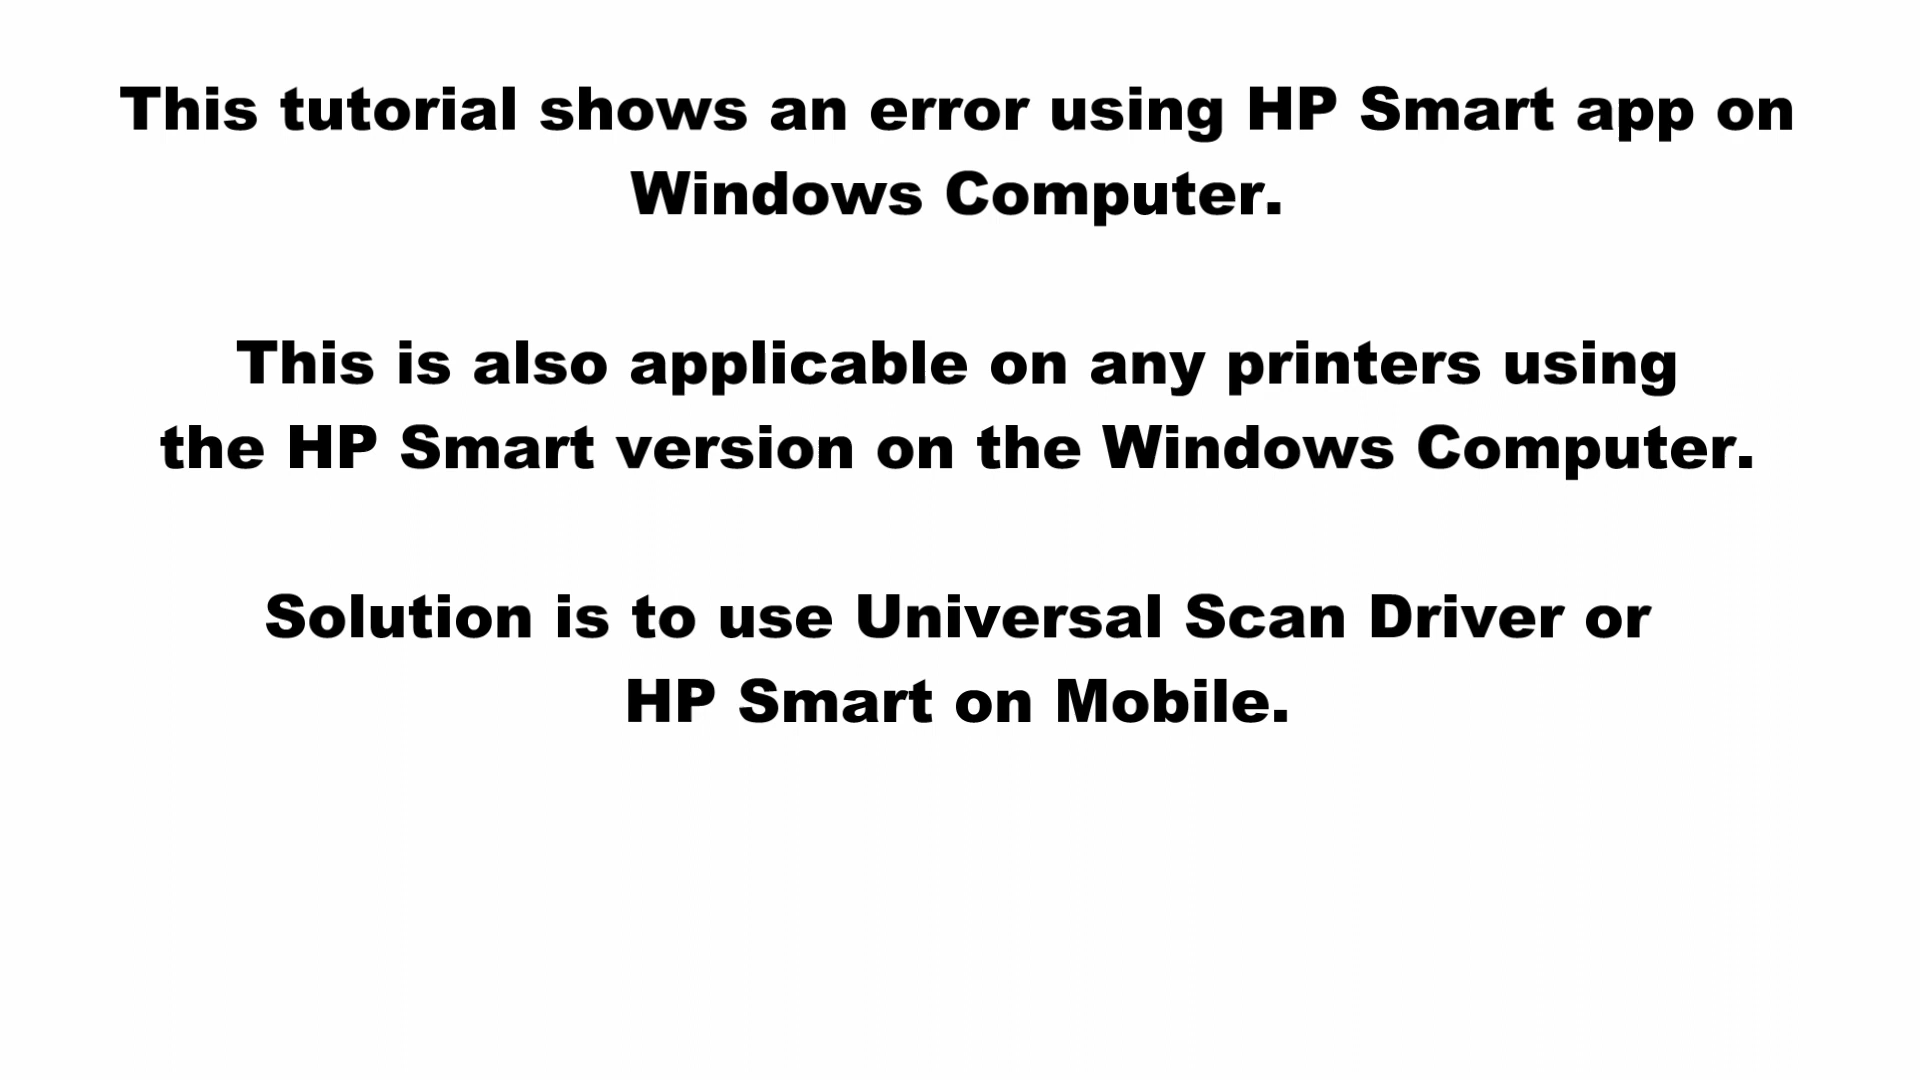 This tutorial shows an error using HP Smart app on
Windows Computer.
This is also applicable on any printers using
the HP Smart version on the Windows Computer.
Solution is to use Universal Scan Driver or
HP Smart on Mobile.